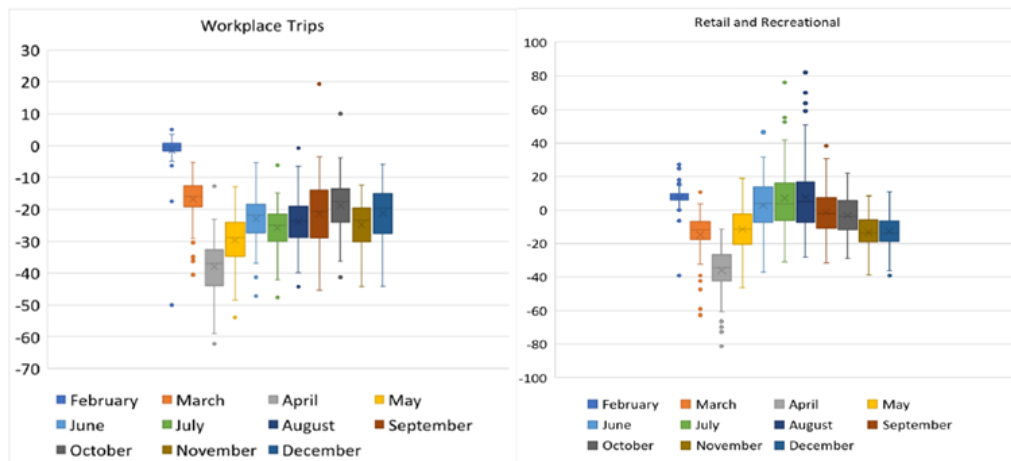 Workplace Trips
30
20
10
0
-10
-20
-30
-40
-50
-60
-70
February March April May
June July August September
October November December
Retail and Recreational
100
80
60
40
20
0
-20
-40
-60
-80
-100
February March April May
June July August September
October November December